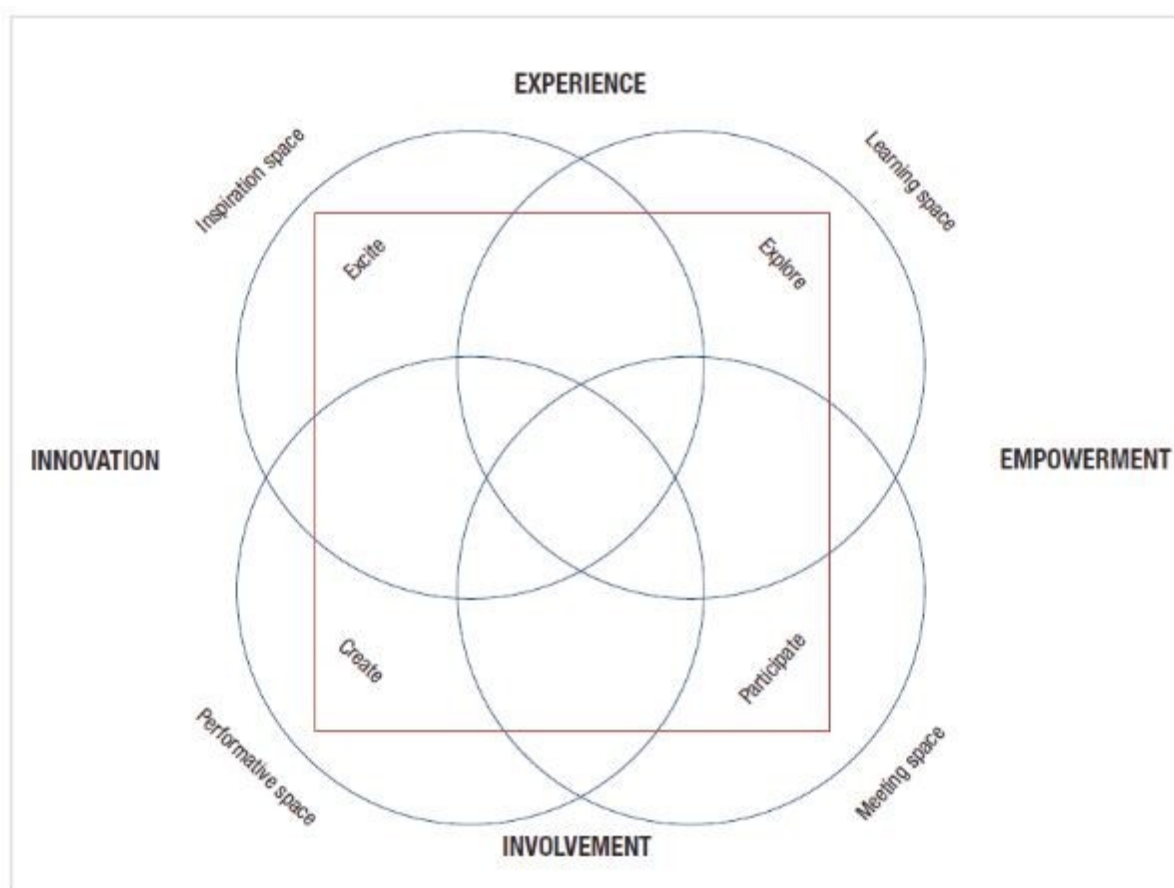 EXPERIENCE
Inspiration space
Learning space
Excite
Explore
INNOVATION
EMPOWERMENT
Create
Participate
Performative space
Meeting space
INVOLVEMENT